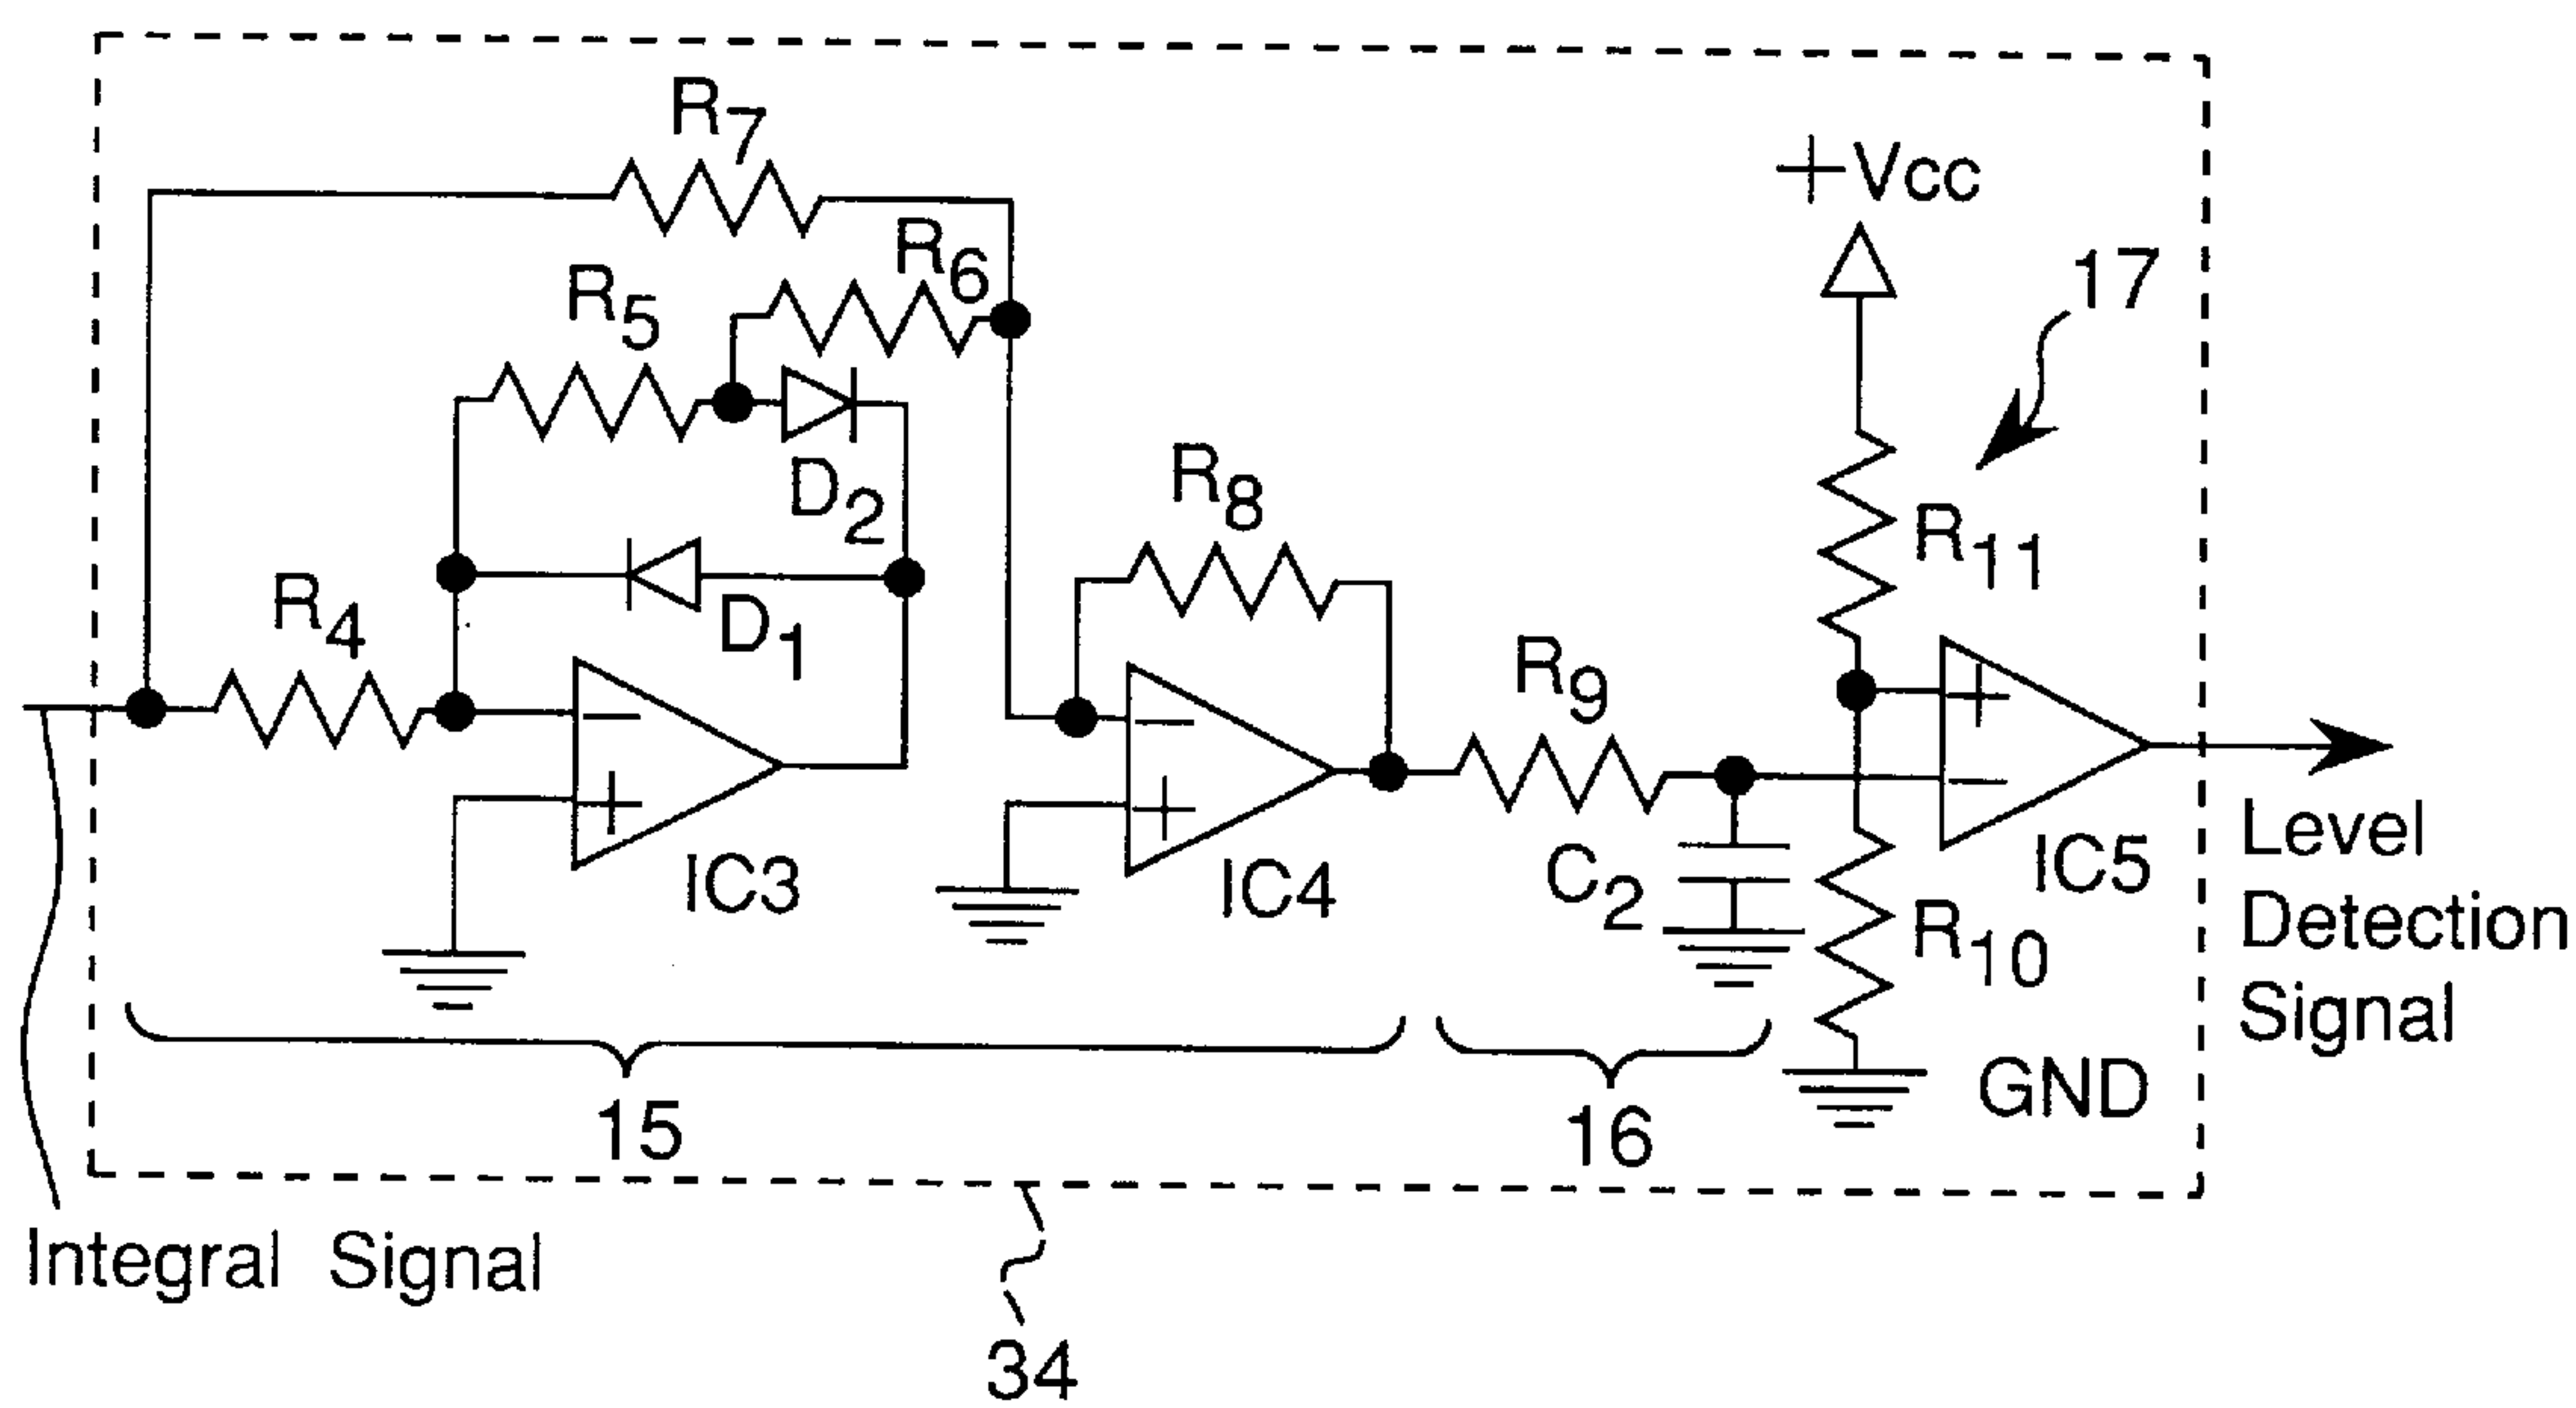 R7
+Vcc
R6
17
R5
D2
R8
R11
R4
D1
R9
−
+
−
+
+
−
IC3
IC4
C2
IC5
R10
Level
Detection
Signal
GND
15
16
Integral Signal
34